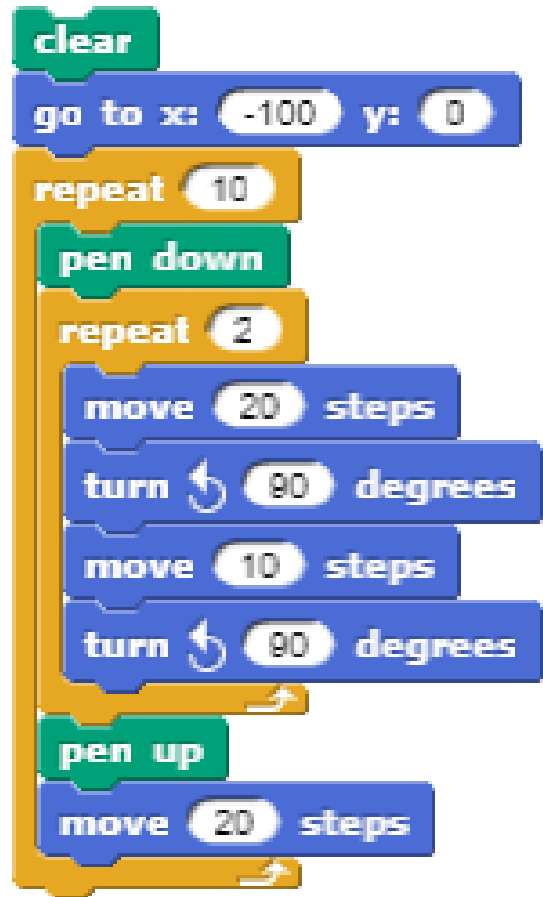 clear
go to x: -100 y: 0
repeat 10
pen down
repeat 2
move 20 steps
turn 90 degrees
move 10 steps
turn 90 degrees
pen up
move 20 steps